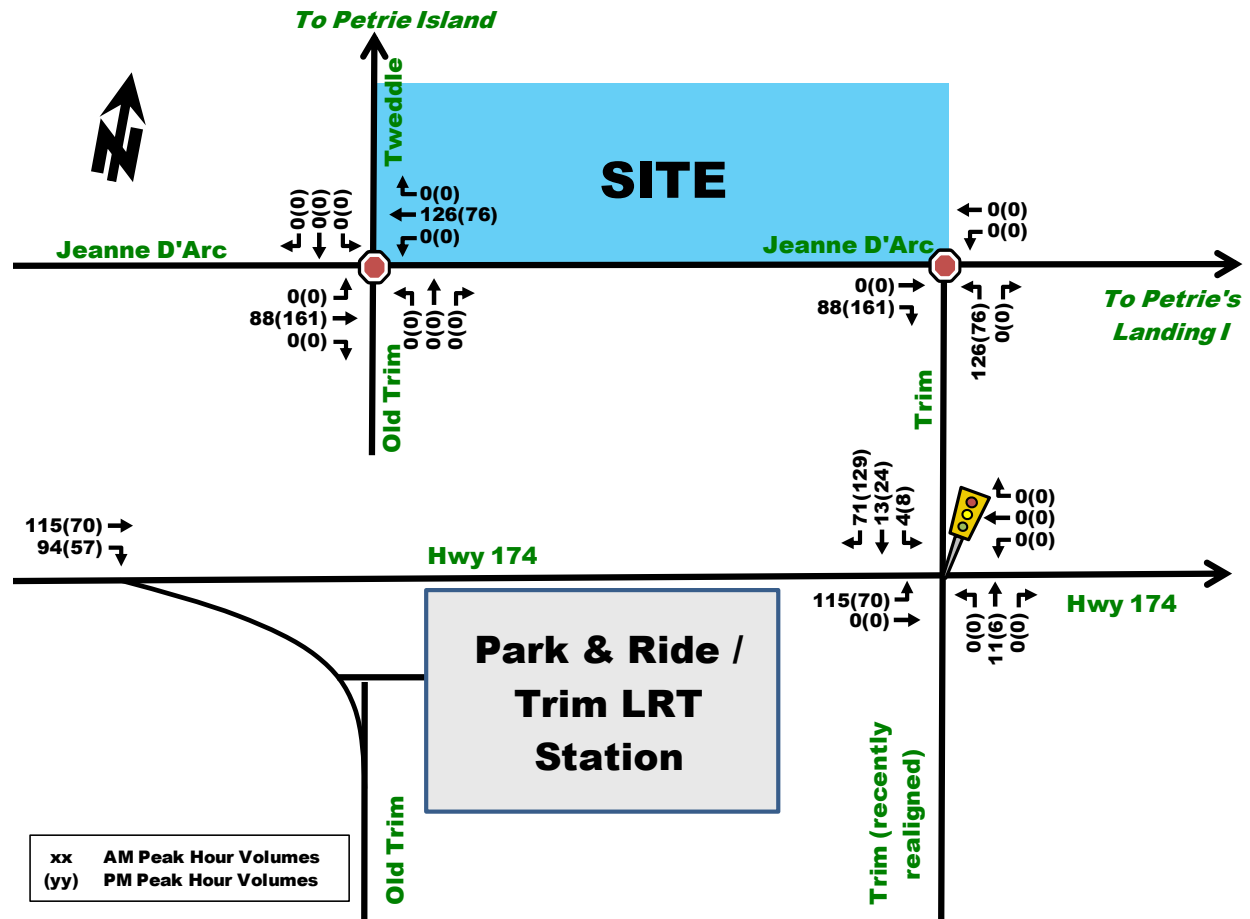 To Petrie Island
N
Tweddle
SITE
0(0)
0(0)
0(0)
0(0)
126(76)
0(0)
0(0)
0(0)
Jeanne D'Arc
Jeanne D'Arc
0(0)
88(161)
0(0)
0(0)
0(0)
0(0)
0(0)
88(161)
126(76)
0(0)
To Petrie's
Landing I
Old Trim
Trim
71(129)
13(24)
4(8)
0(0)
0(0)
0(0)
115(70)
94(57)
Hwy 174
115(70)
0(0)
0(0)
11(6)
0(0)
Hwy 174
Park & Ride /
Trim LRT
Station
Old Trim
Trim (recently
realigned)
xx AM Peak Hour Volumes
(yy) PM Peak Hour Volumes